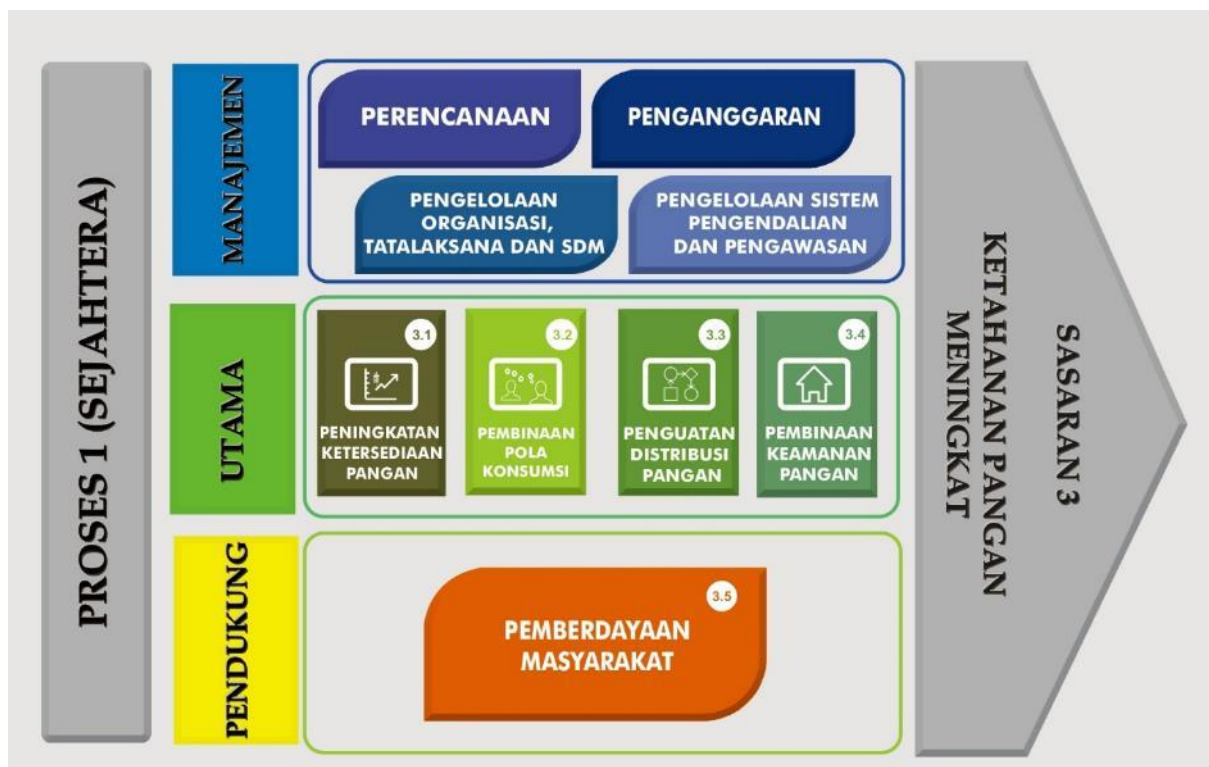 PROSES 1 (SEJAHTERA)
MANAJEMEN
PERENCANAAN
PENGANGGARAN
PENGELOLAAN
ORGANISASI,
TATALAKSANA DAN SDM
PENGELOLAAN SISTEM
PENGENDALIAN
DAN PENGAWASAN
UTAMA
3.1
PENINGKATAN
KETERSEDIAAN
PANGAN
3.2
PEMBINAAN
POLA
KONSUMSI
3.3
PENGUATAN
DISTRIBUSI
PANGAN
3.4
PEMBINAAN
KEAMANAN
PANGAN
PENDUKUNG
3.5
PEMBERDAYAAN
MASYARAKAT
SASARAN 3
KETAHANAN PANGAN
MENINGKAT